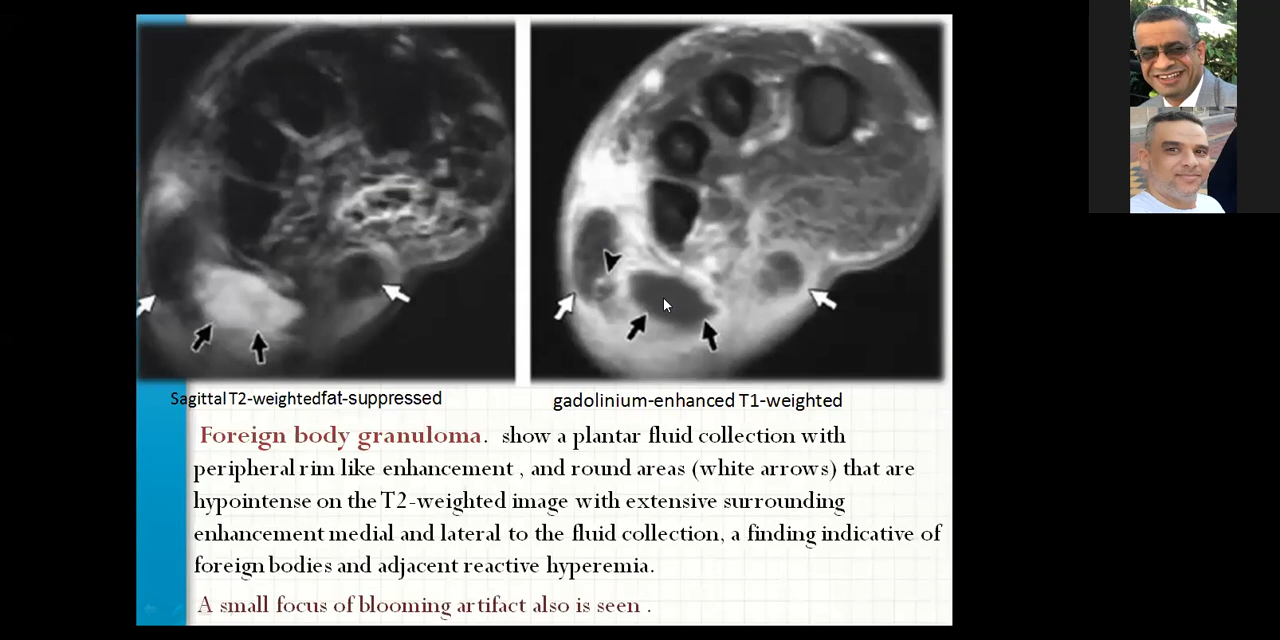 Sagittal T2-weightedfat-suppressed
gadolinium-enhanced T1-weighted
Foreign body granuloma. show a plantar fluid collection with
peripheral rim like enhancement , and round areas (white arrows) that are
hypointense on the T2-weighted image with extensive surrounding
enhancement medial and lateral to the fluid collection, a finding indicative of
foreign bodies and adjacent reactive hyperemia.
A small focus of blooming artifact also is seen .